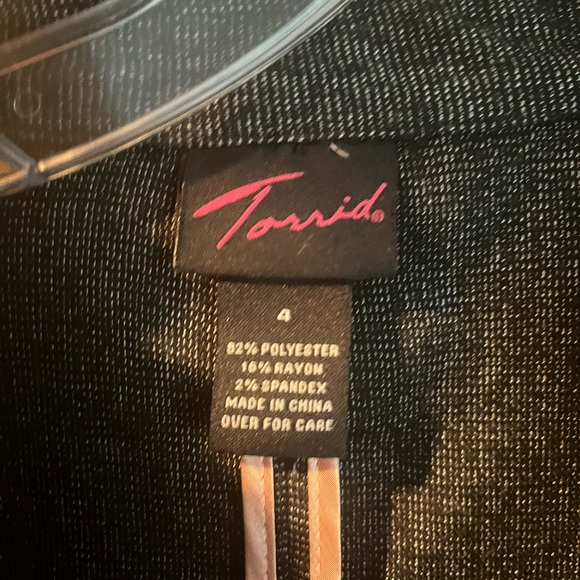 Torrid®
4
82% POLYESTER
16% RAYON
2% SPANDEX
MADE IN CHINA
OVER FOR CARE